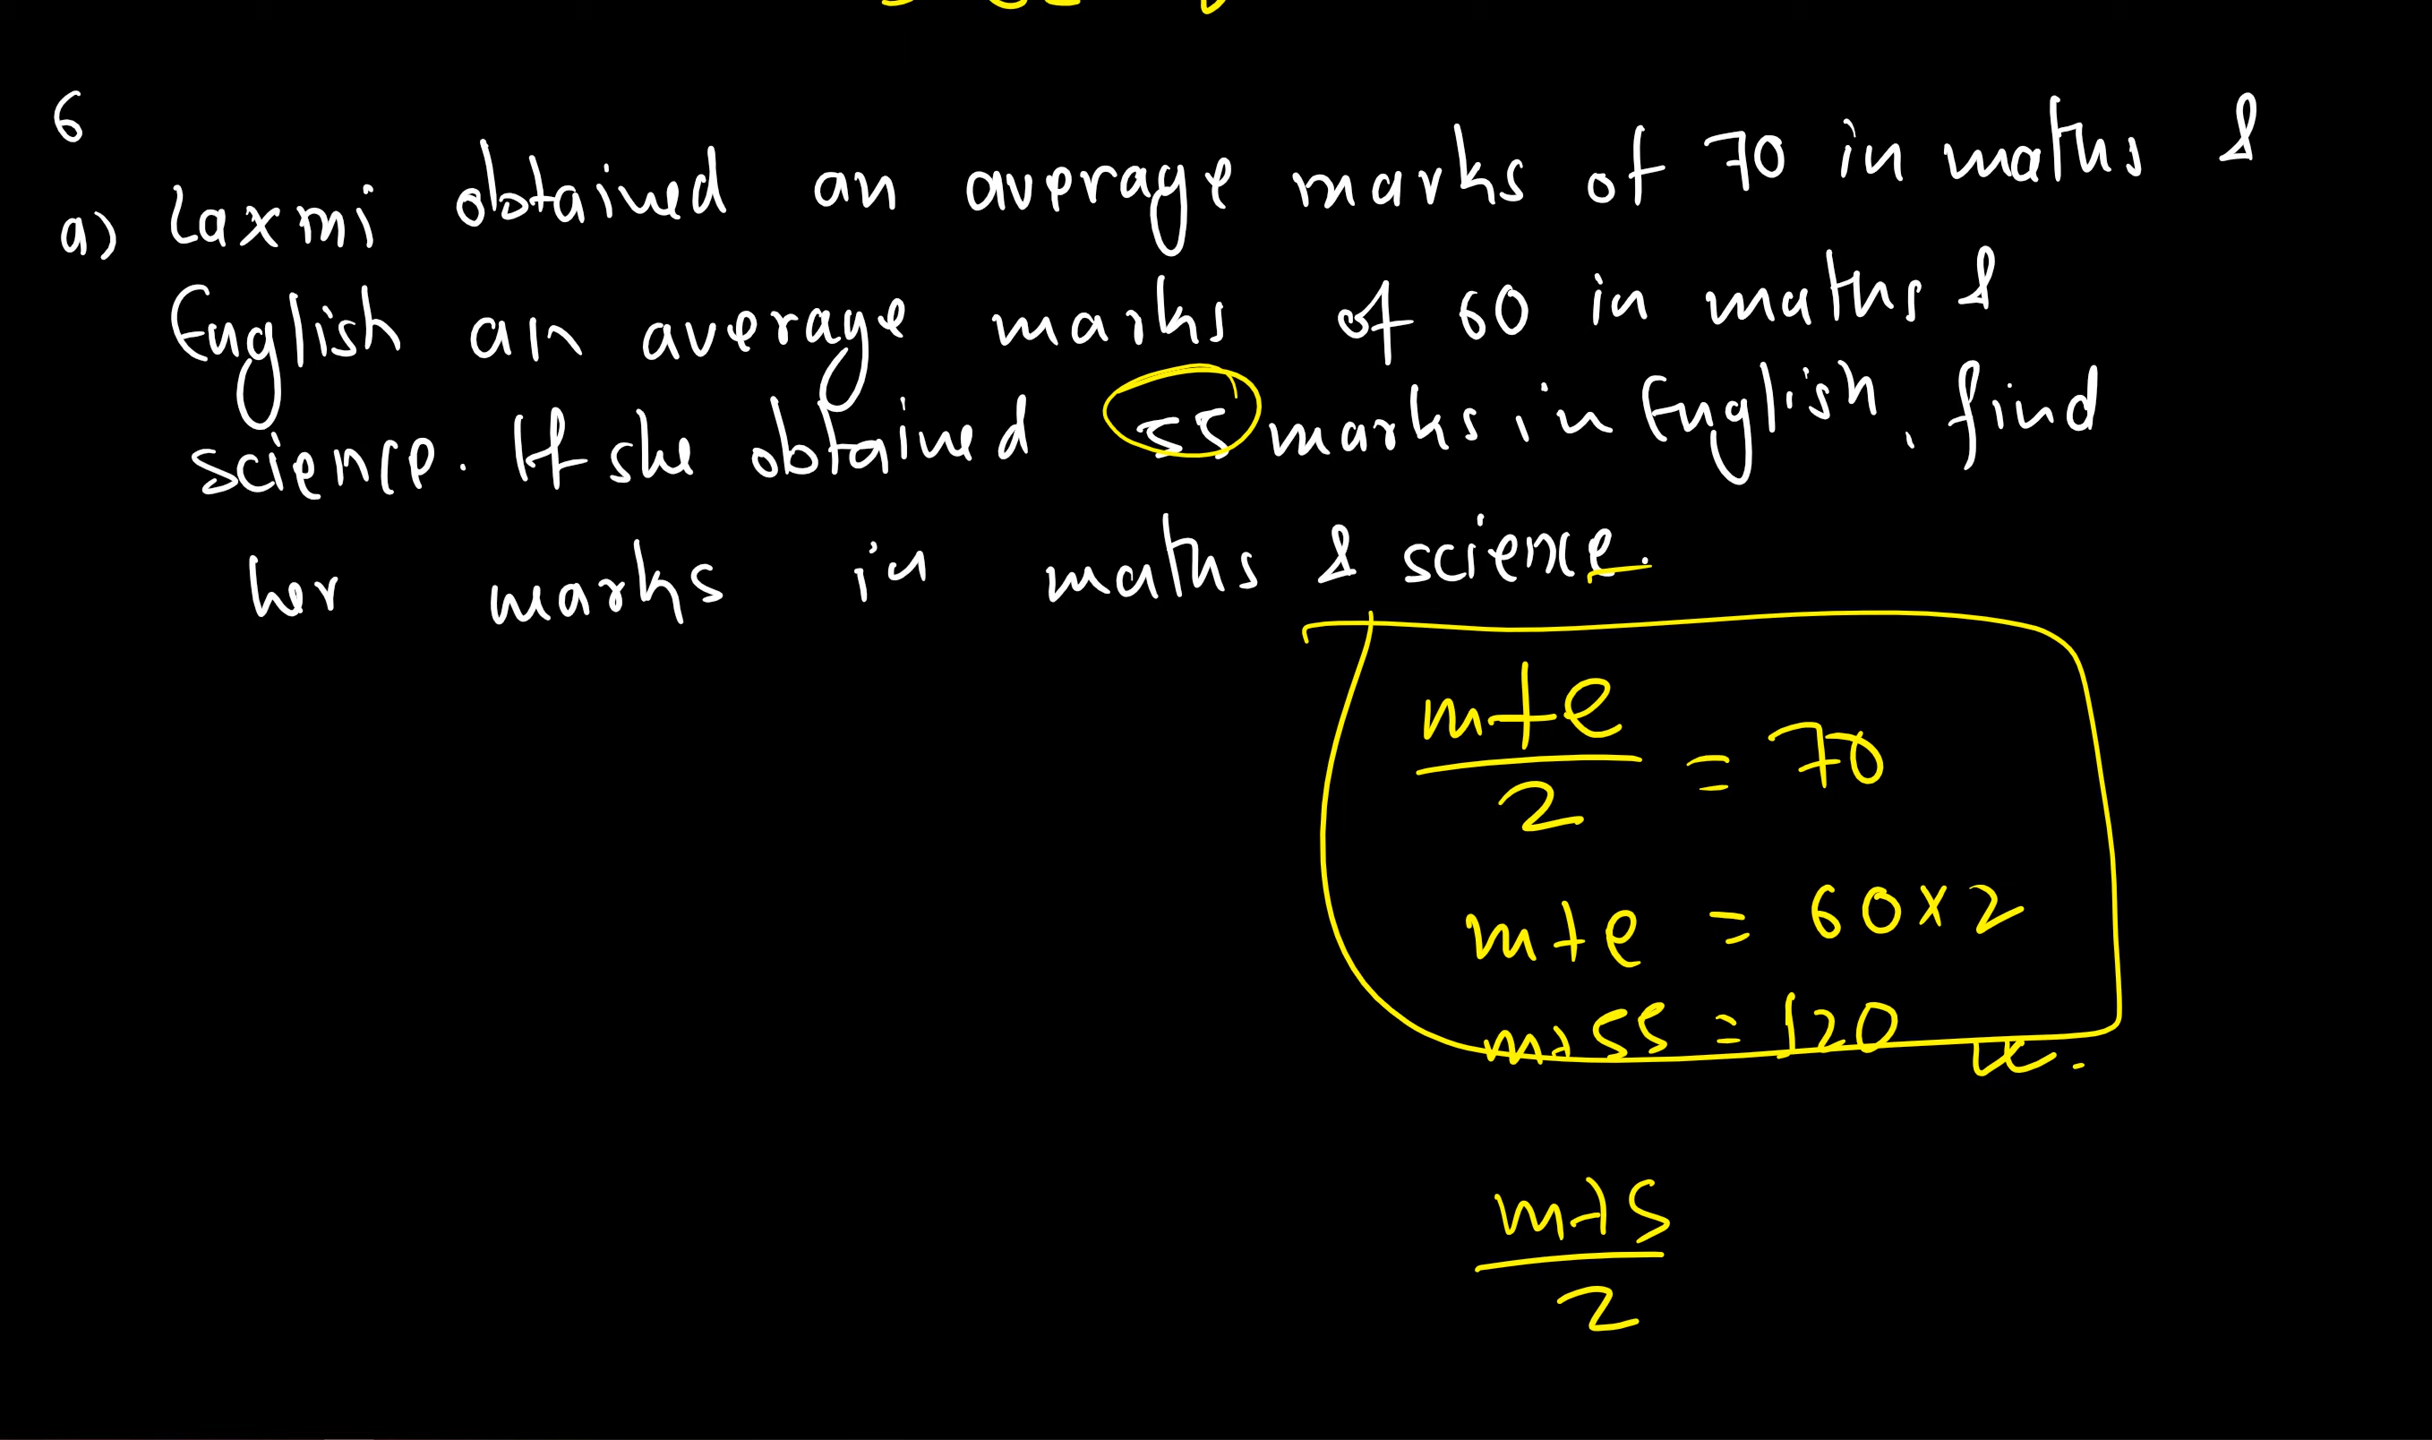 6
a) Laxmi obtained an average marks of 70 in maths &
English an average marks of 60 in maths &
science. If she obtained 55 marks in English, find
her marks in maths & science.
m+e
2
= 70
m+e = 60×2
m+55 = 120
m+s
2